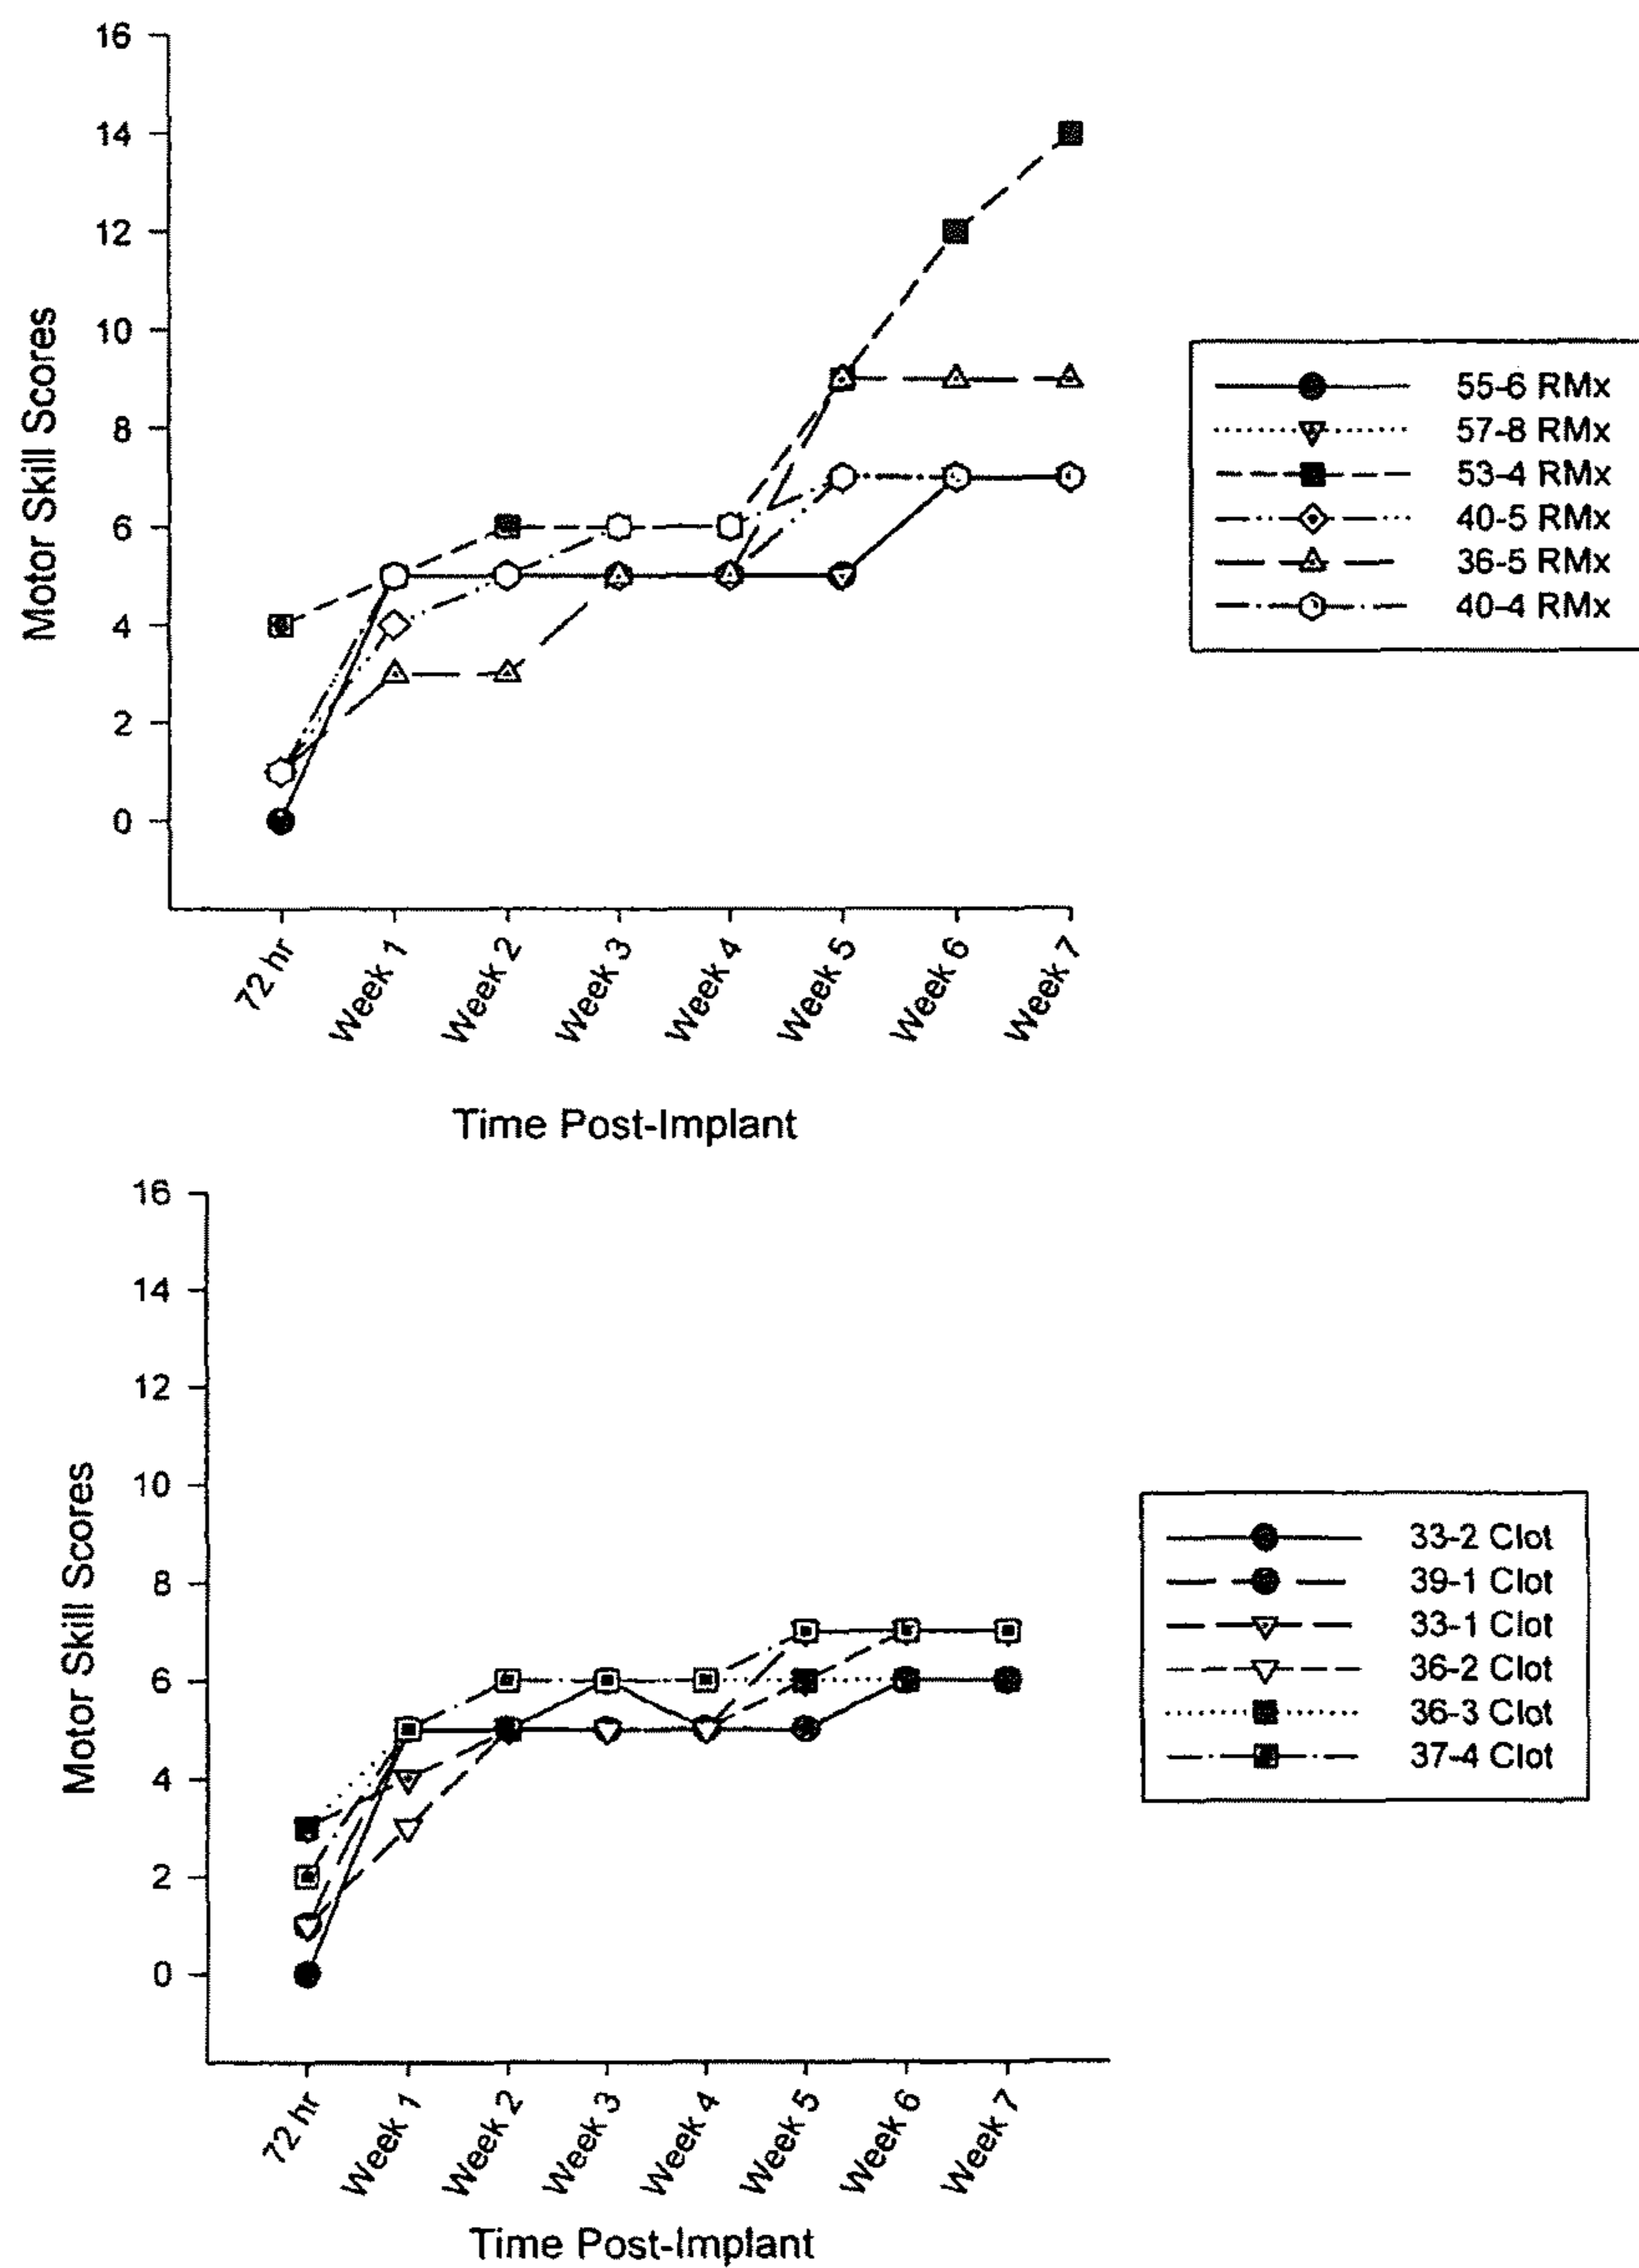 16
14
12
10
8
6
4
2
0
Motor Skill Scores
72 hr
Week 1
Week 2
Week 3
Week 4
Week 5
Week 6
Week 7
Time Post-Implant
55-6 RMx
57-8 RMx
53-4 RMx
40-5 RMx
36-5 RMx
40-4 RMx
16
14
12
10
8
6
4
2
0
Motor Skill Scores
72 hr
Week 1
Week 2
Week 3
Week 4
Week 5
Week 6
Week 7
Time Post-Implant
33-2 Clot
39-1 Clot
33-1 Clot
36-2 Clot
36-3 Clot
37-4 Clot